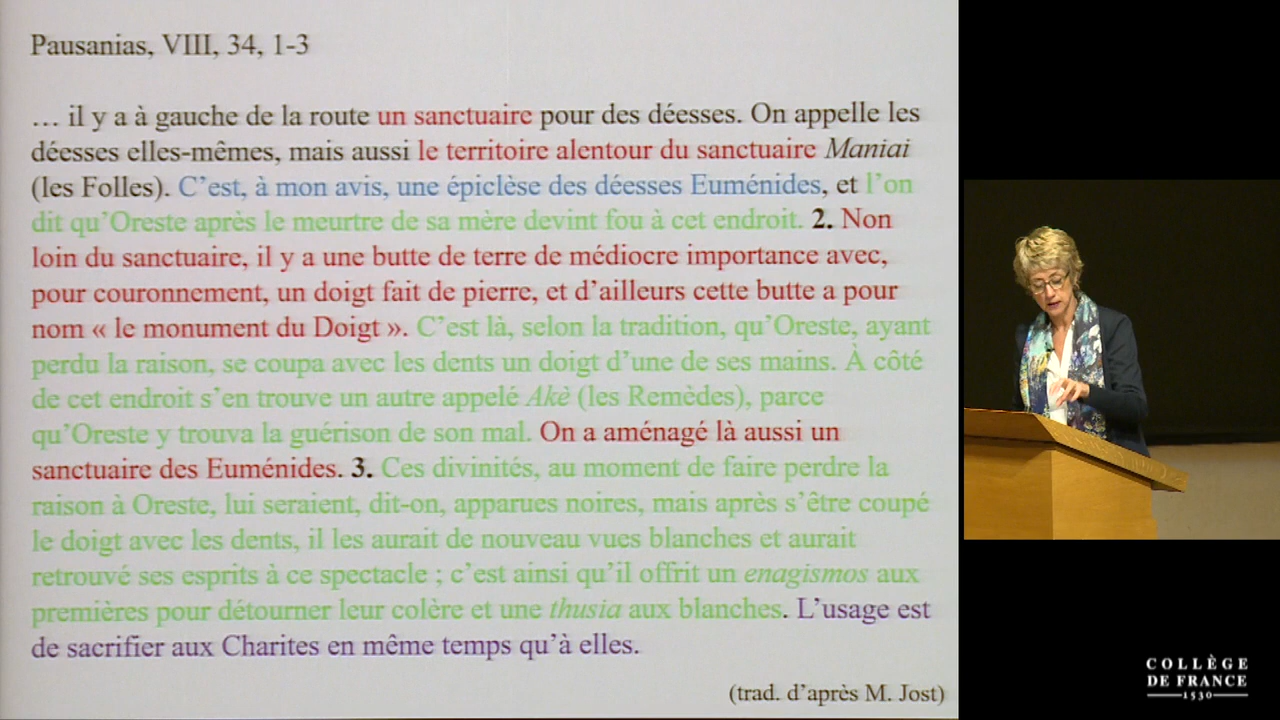 Pausanias, VIII, 34, 1-3
… il y a à gauche de la route un sanctuaire pour des déesses. On appelle les
déesses elles-mêmes, mais aussi le territoire alentour du sanctuaire Maniai
(les Folles). C’est, à mon avis, une épiclèse des déesses Euménides, et l’on
dit qu’Oreste après le meurtre de sa mère devint fou à cet endroit. 2. Non
loin du sanctuaire, il y a une butte de terre de médiocre importance avec,
pour couronnement, un doigt fait de pierre, et d’ailleurs cette butte a pour
nom « le monument du Doigt ». C’est là, selon la tradition, qu’Oreste, ayant
perdu la raison, se coupa avec les dents un doigt d’une de ses mains. À côté
de cet endroit s’en trouve un autre appelé Akè (les Remèdes), parce
qu’Oreste y trouva la guérison de son mal. On a aménagé là aussi un
sanctuaire des Euménides. 3. Ces divinités, au moment de faire perdre la
raison à Oreste, lui seraient, dit-on, apparues noires, mais après s’être coupé
le doigt avec les dents, il les aurait de nouveau vues blanches et aurait
retrouvé ses esprits à ce spectacle ; c’est ainsi qu’il offrit un enagismos aux
premières pour détourner leur colère et une thusia aux blanches. L’usage est
de sacrifier aux Charites en même temps qu’à elles.
(trad. d’après M. Jost)
COLLÈGE
DE FRANCE
1530